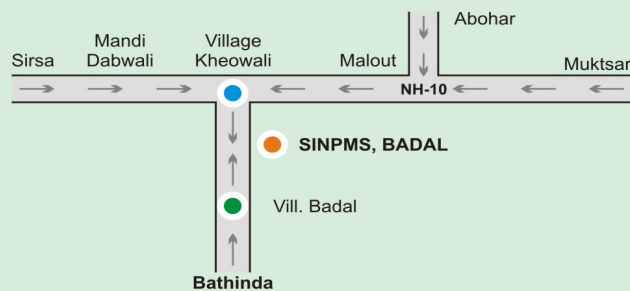 Abohar
Mandi
Dabwali
Village
Kheowali
Sirsa
Malout
Muktsar
NH-10
SINPMS, BADAL
Vill. Badal
Bathinda